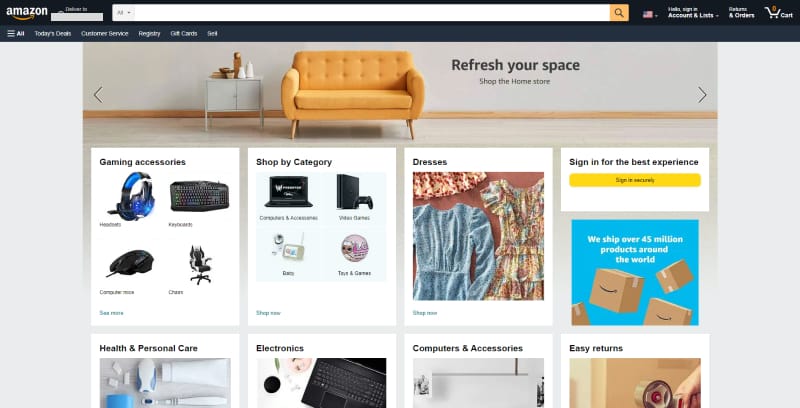 amazon
Deliver to
All
Hello, sign in
Account & Lists
Returns
& Orders
0
Cart
All
Today's Deals
Customer Service
Registry
Gift Cards
Sell
Refresh your space
Shop the Home store
Gaming accessories
Headsets
Keyboards
Computer mice
Chairs
See more
Shop by Category
PREDATOR
Computers & Accessories
Video Games
Baby
Toys & Games
Shop now
Dresses
Shop now
Sign in for the best experience
Sign in securely
We ship over 45 million
products around
the world
Health & Personal Care
Electronics
Computers & Accessories
Easy returns